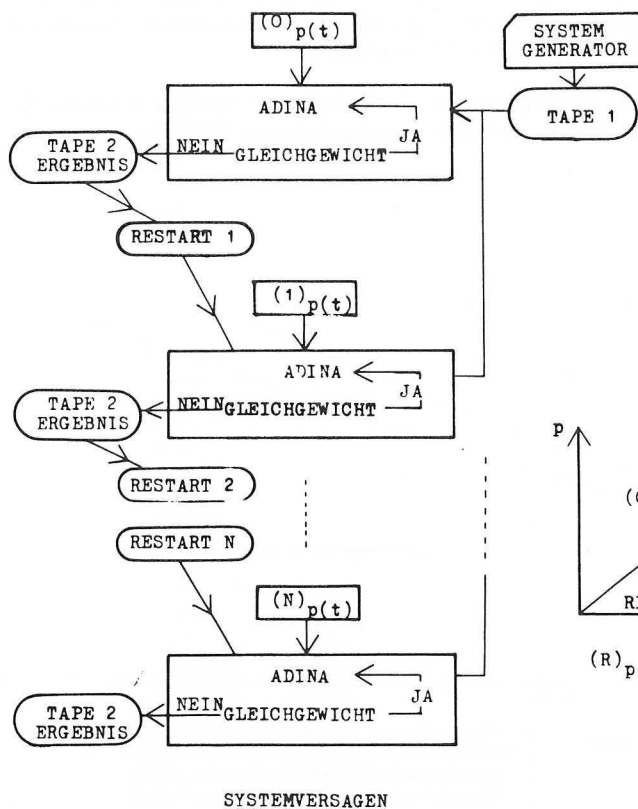 (0)p(t)
SYSTEM
GENERATOR
ADINA
JA
TAPE 1
NEIN
GLEICHGEWICHT
TAPE 2
ERGEBNIS
RESTART 1
(1)p(t)
ADINA
JA
NEIN
GLEICHGEWICHT
TAPE 2
ERGEBNIS
RESTART 2
p
RESTART N
(N)p(t)
(R)p
ADINA
JA
NEIN
GLEICHGEWICHT
TAPE 2
ERGEBNIS
SYSTEMVERSAGEN